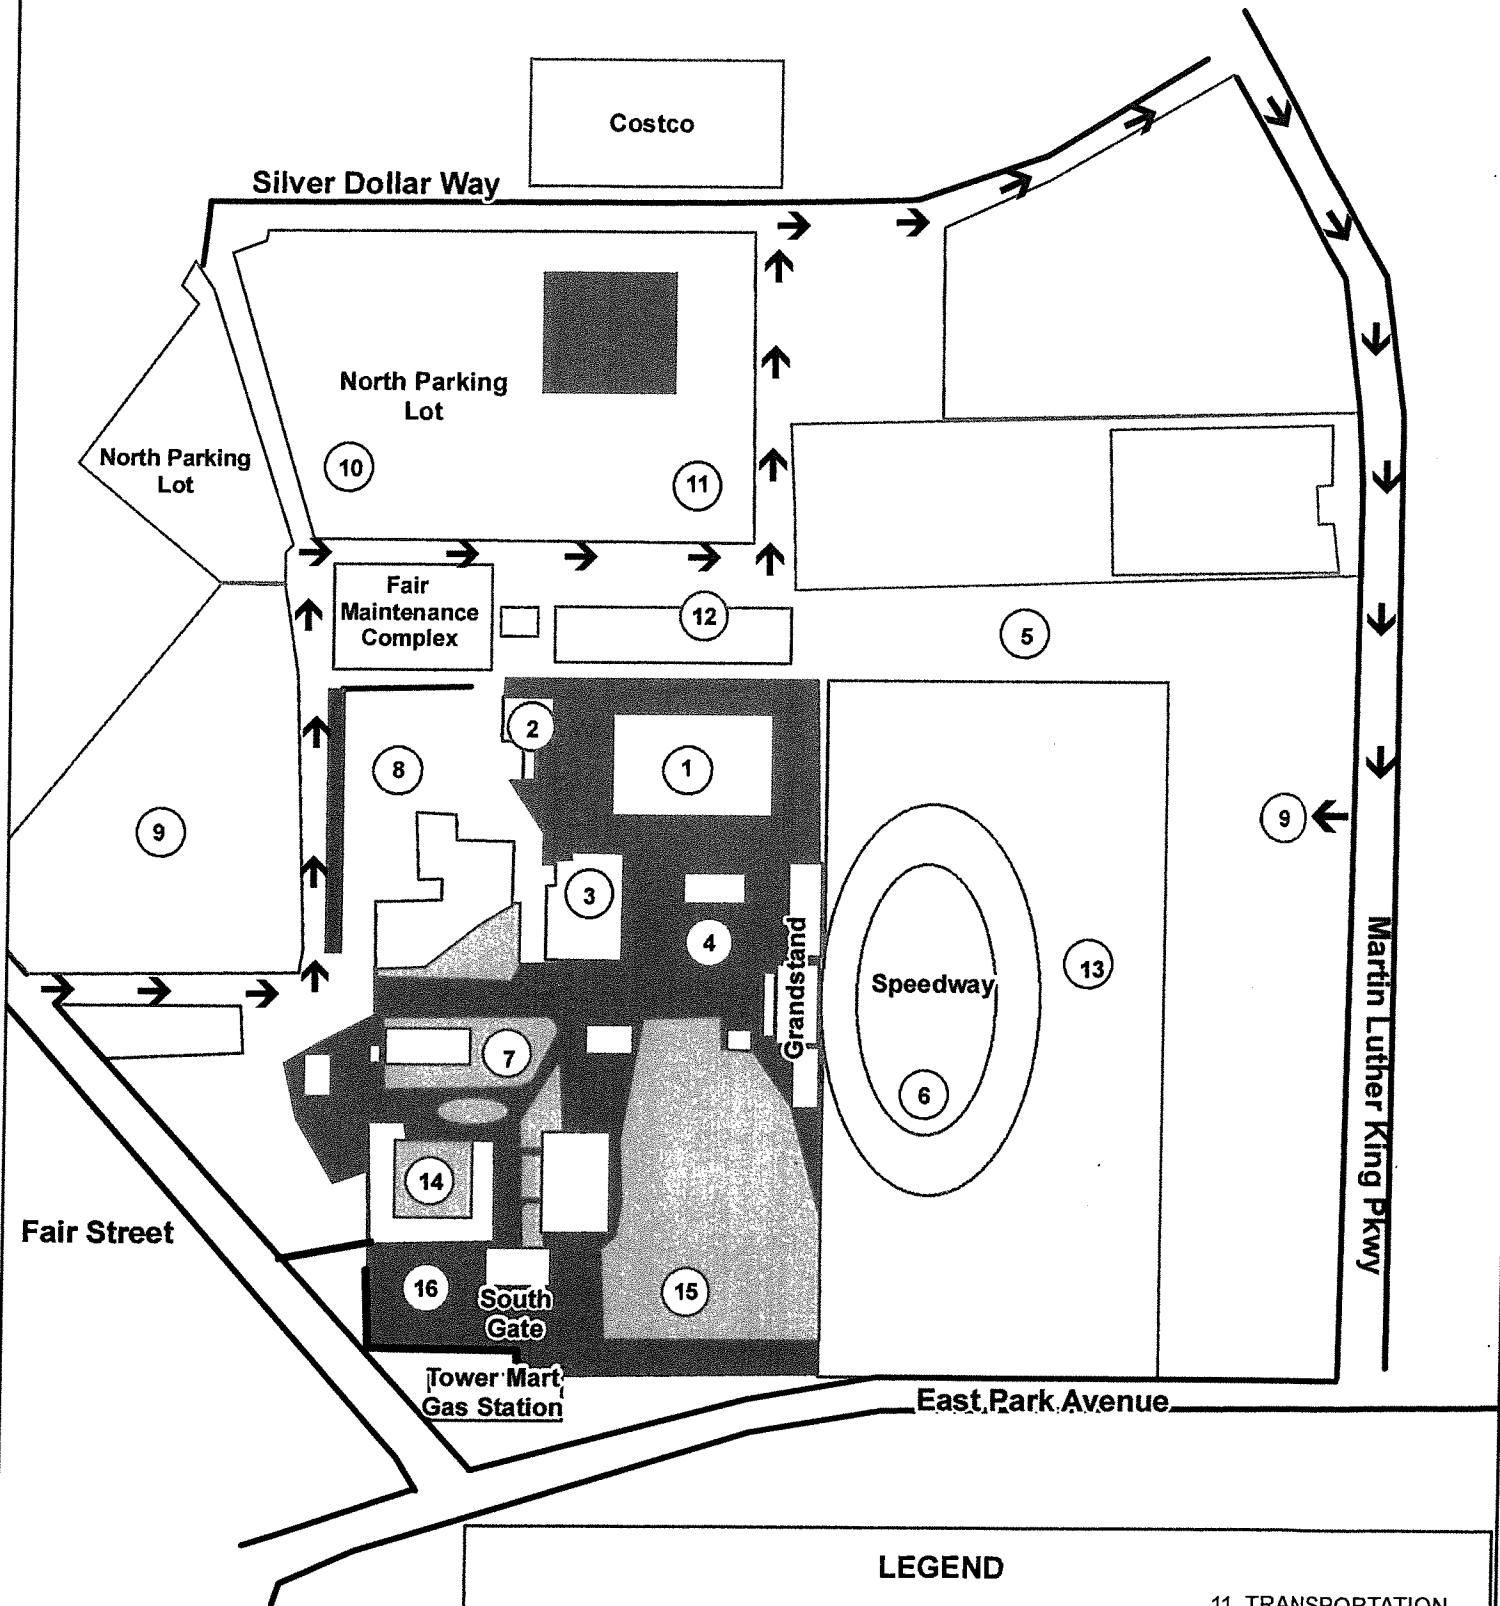 Costco
Silver Dollar Way
North Parking
Lot
North Parking
Lot
10
11
Fair
Maintenance
Complex
12
5
2
1
8
9
9
3
4
Grandstand
Speedway
13
Martin Luther King Pkwy
7
6
14
Fair Street
16
South
Gate
15
Tower Mart
Gas Station
East Park Avenue
LEGEND
11 TRANSPORTATION